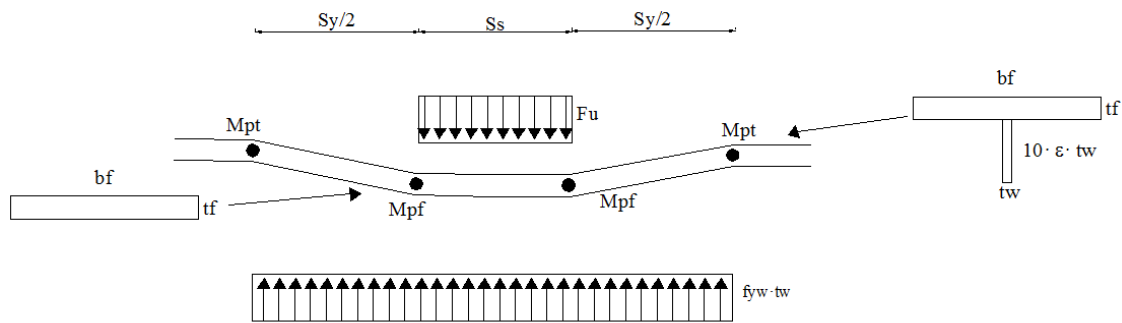 Sy/2 Ss Sy/2
bf
Fu
tf
Mpt Mpt
10· ε· tw
bf
tw
tf
Mpf Mpf
fyw·tw